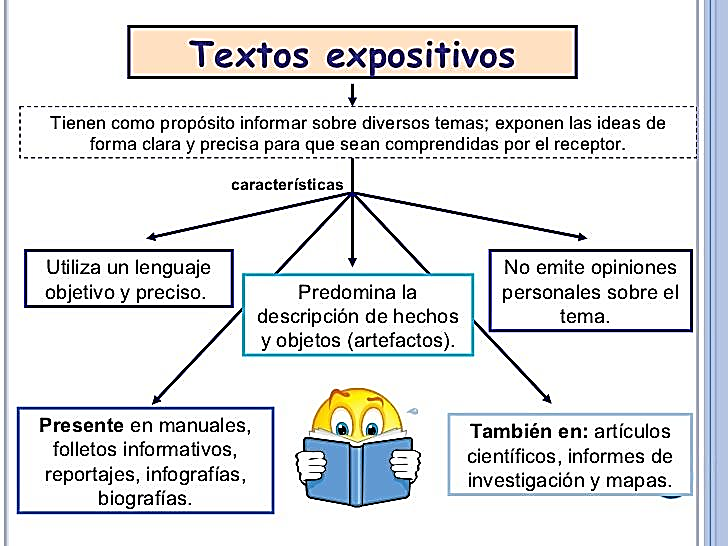 Textos expositivos
Tienen como propósito informar sobre diversos temas; exponen las ideas de
forma clara y precisa para que sean comprendidas por el receptor.
características
Utiliza un lenguaje
objetivo y preciso.
Predomina la
descripción de hechos
y objetos (artefactos).
No emite opiniones
personales sobre el
tema.
Presente en manuales,
folletos informativos,
reportajes, infografías,
biografías.
También en: artículos
científicos, informes de
investigación y mapas.